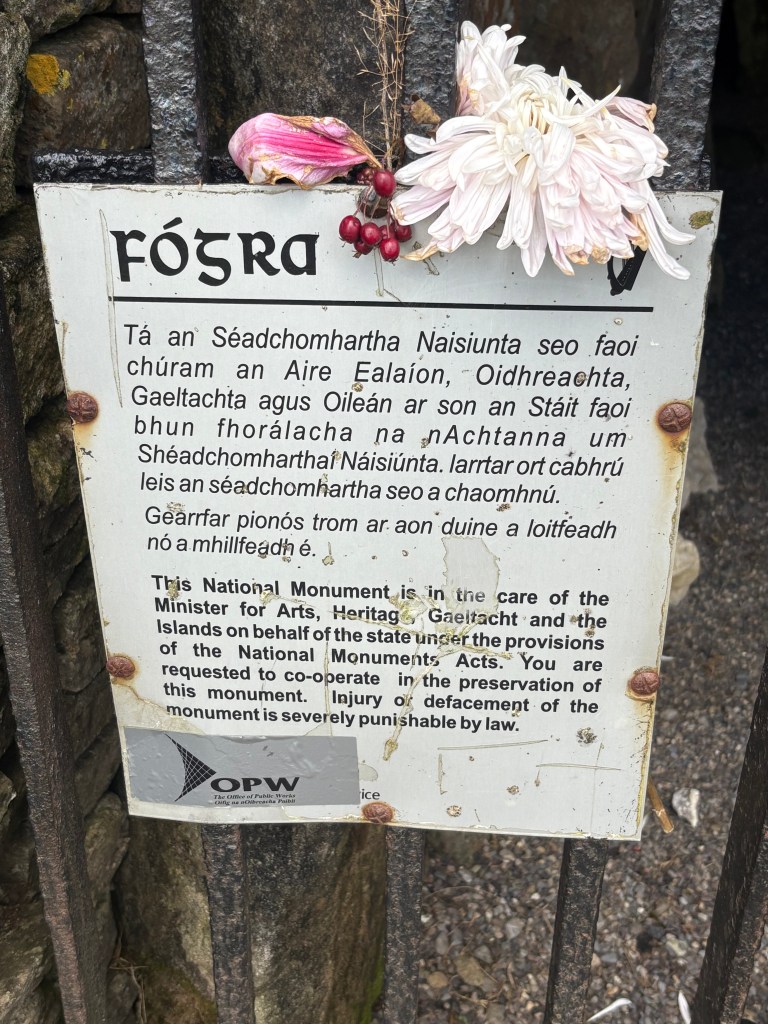 FÓGRA
Tá an Séadchomhartha Naisiunta seo faoi
chúram an Aire Ealaíon, Oidhreachta,
Gaeltachta agus Oileán ar son an Stáit faoi
bhun fhorálacha na nAchtanna um
Shéadchomharthaí Náisiúnta. Iarrtar ort cabhrú
leis an séadchomhartha seo a chaomhnú.
Gearrfar pionós trom ar aon duine a loitfeadh
nó a mhillfeadh é.
This National Monument is in the care of the
Minister for Arts, Heritag , Gaeltacht and the
Islands on behalf of the state under the provisions
of the National Monuments Acts. You are
requested to co-operate in the preservation of
this monument. Injury or defacement of the
monument is severely punishable by law.
OPW
The Office of Public Works
Oifig na nOibreacha Poiblí